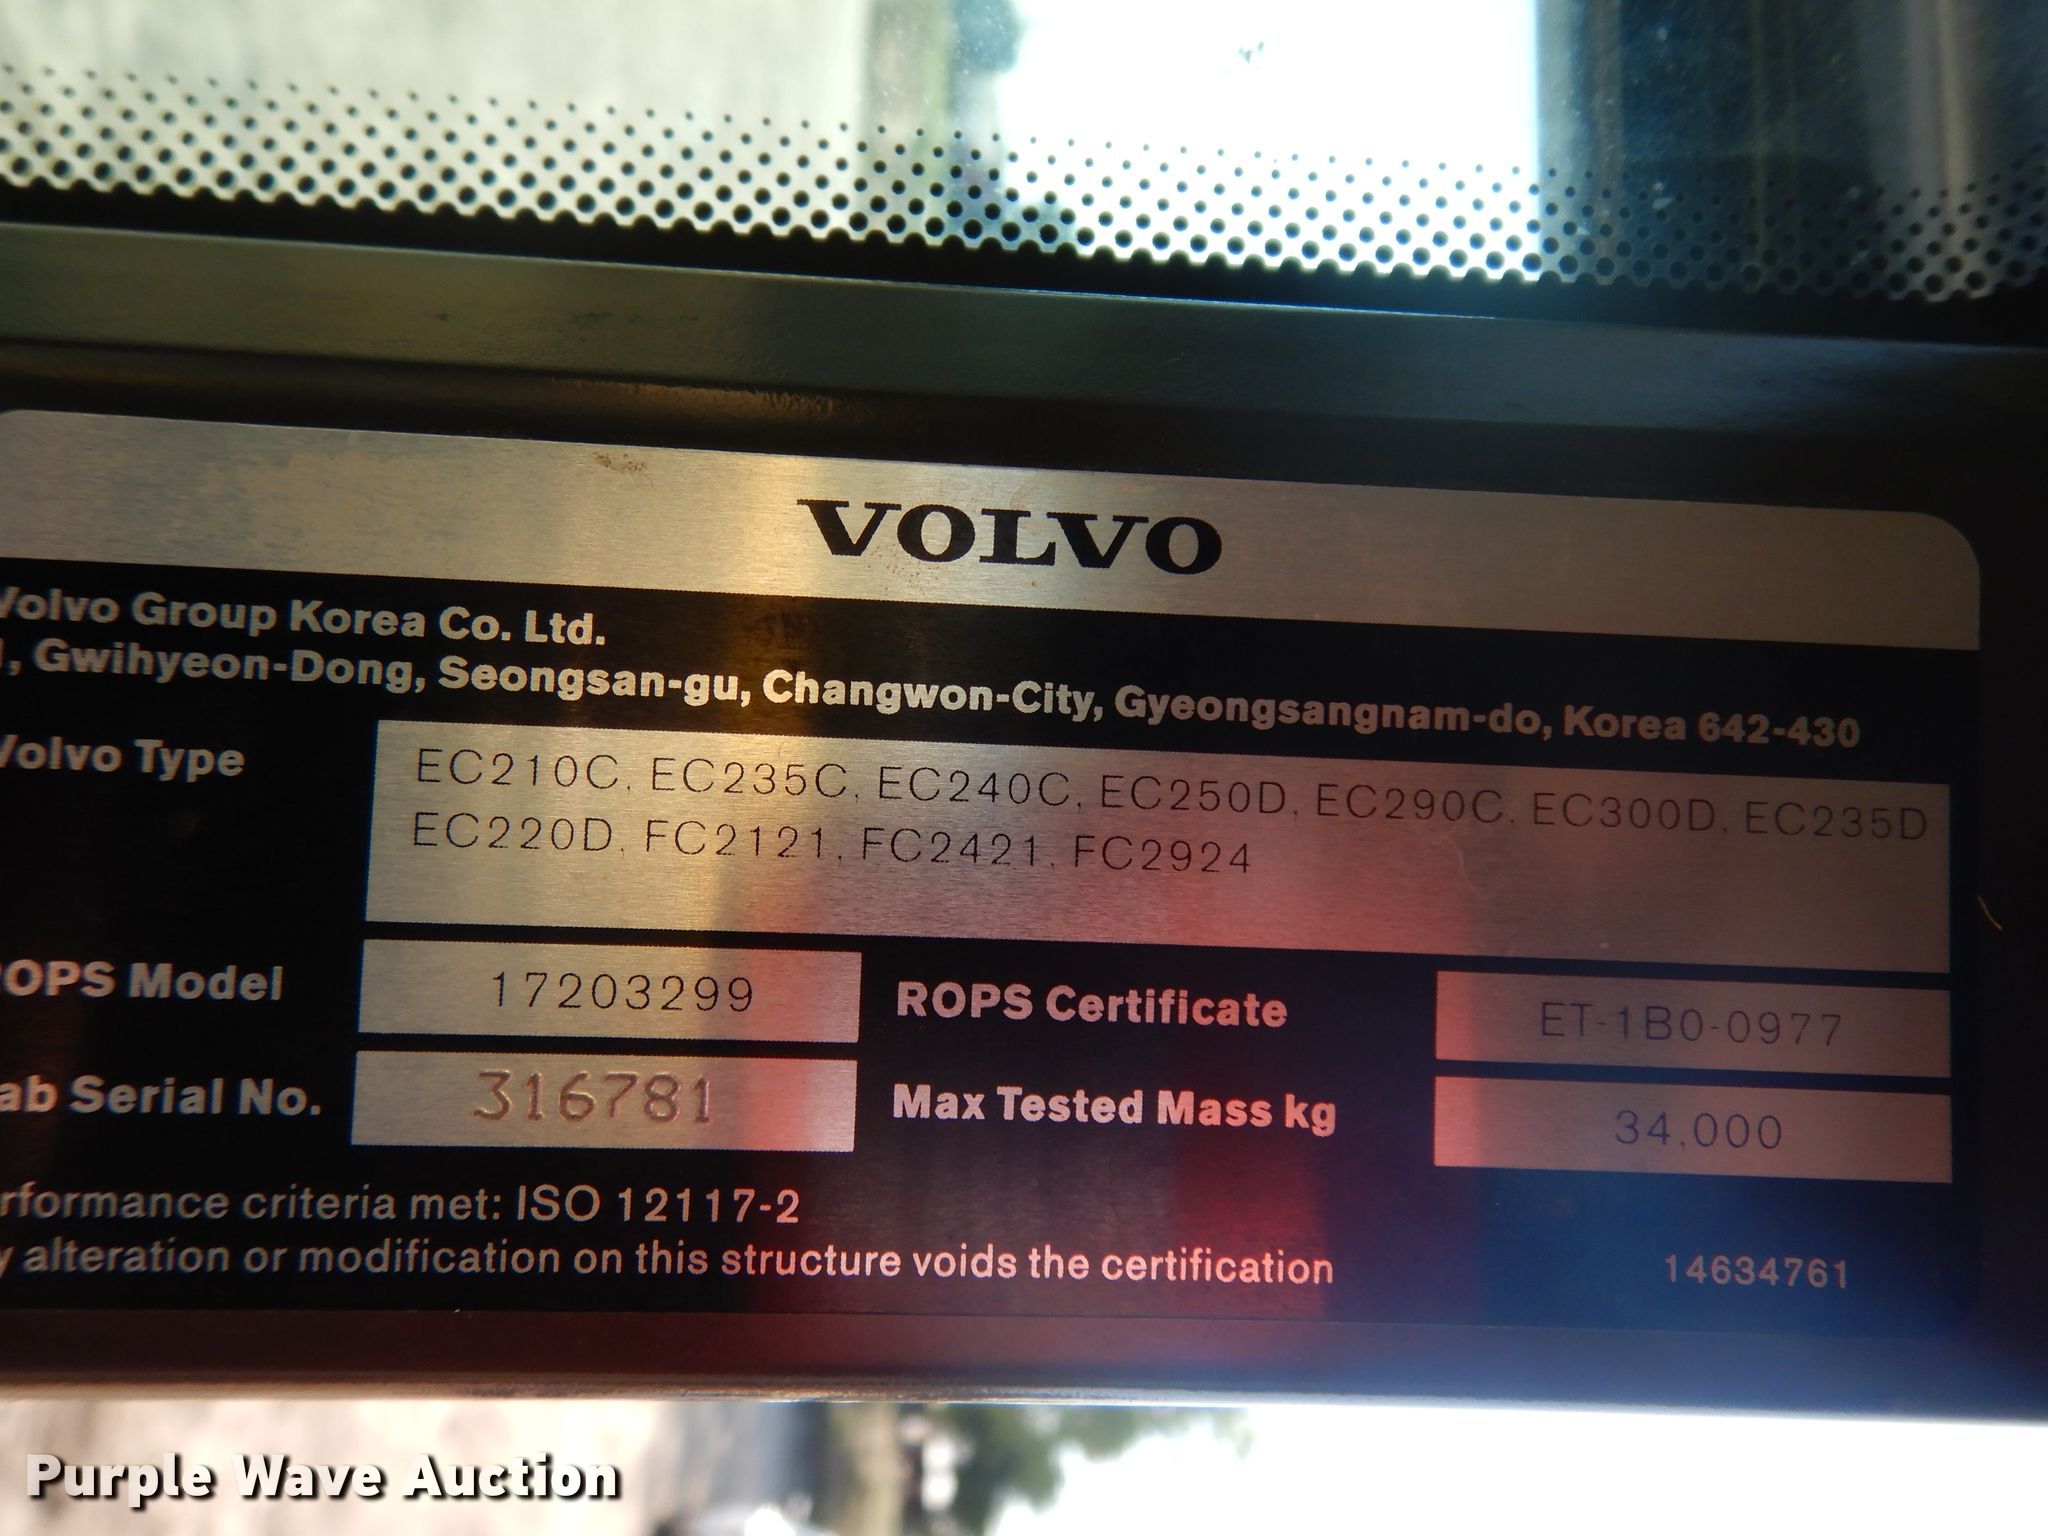 VOLVO
Volvo Group Korea Co. Ltd.
, Gwihyeon-Dong, Seongsan-gu, Changwon-City, Gyeongsangnam-do, Korea 642-430
Volvo Type
EC210C, EC235C, EC240C, EC250D, EC290C, EC300D, EC235D
EC220D, FC2121, FC2421, FC2924
ROPS Model 17203299 ROPS Certificate ET-1B0-0977
ab Serial No. 316781 Max Tested Mass kg 34,000
rformance criteria met: ISO 12117-2
y alteration or modification on this structure voids the certification 14634761
Purple Wave Auction